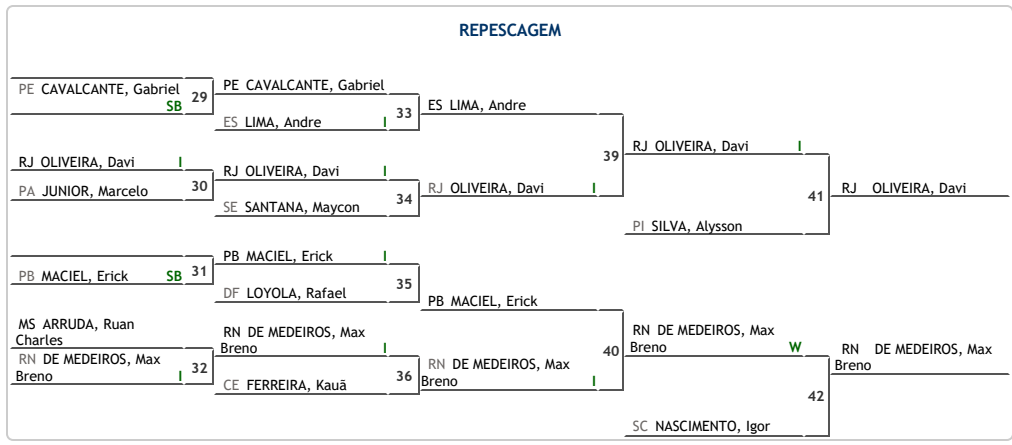 REPESCAGEM
PE CAVALCANTE, Gabriel
SB
29
PE CAVALCANTE, Gabriel
ES LIMA, Andre I
33
ES LIMA, Andre
RJ OLIVEIRA, Davi I
PA JUNIOR, Marcelo
30
RJ OLIVEIRA, Davi I
SE SANTANA, Maycon
34
RJ OLIVEIRA, Davi I
39
RJ OLIVEIRA, Davi I
PI SILVA, Alysson
41
RJ OLIVEIRA, Davi
PB MACIEL, Erick SB
31
PB MACIEL, Erick I
DF LOYOLA, Rafael
35
PB MACIEL, Erick
MS ARRUDA, Ruan
Charles
RN DE MEDEIROS, Max
Breno I
32
RN DE MEDEIROS, Max
Breno I
CE FERREIRA, Kauã
36
RN DE MEDEIROS, Max
Breno I
40
RN DE MEDEIROS, Max
Breno W
SC NASCIMENTO, Igor
42
RN DE MEDEIROS, Max
Breno